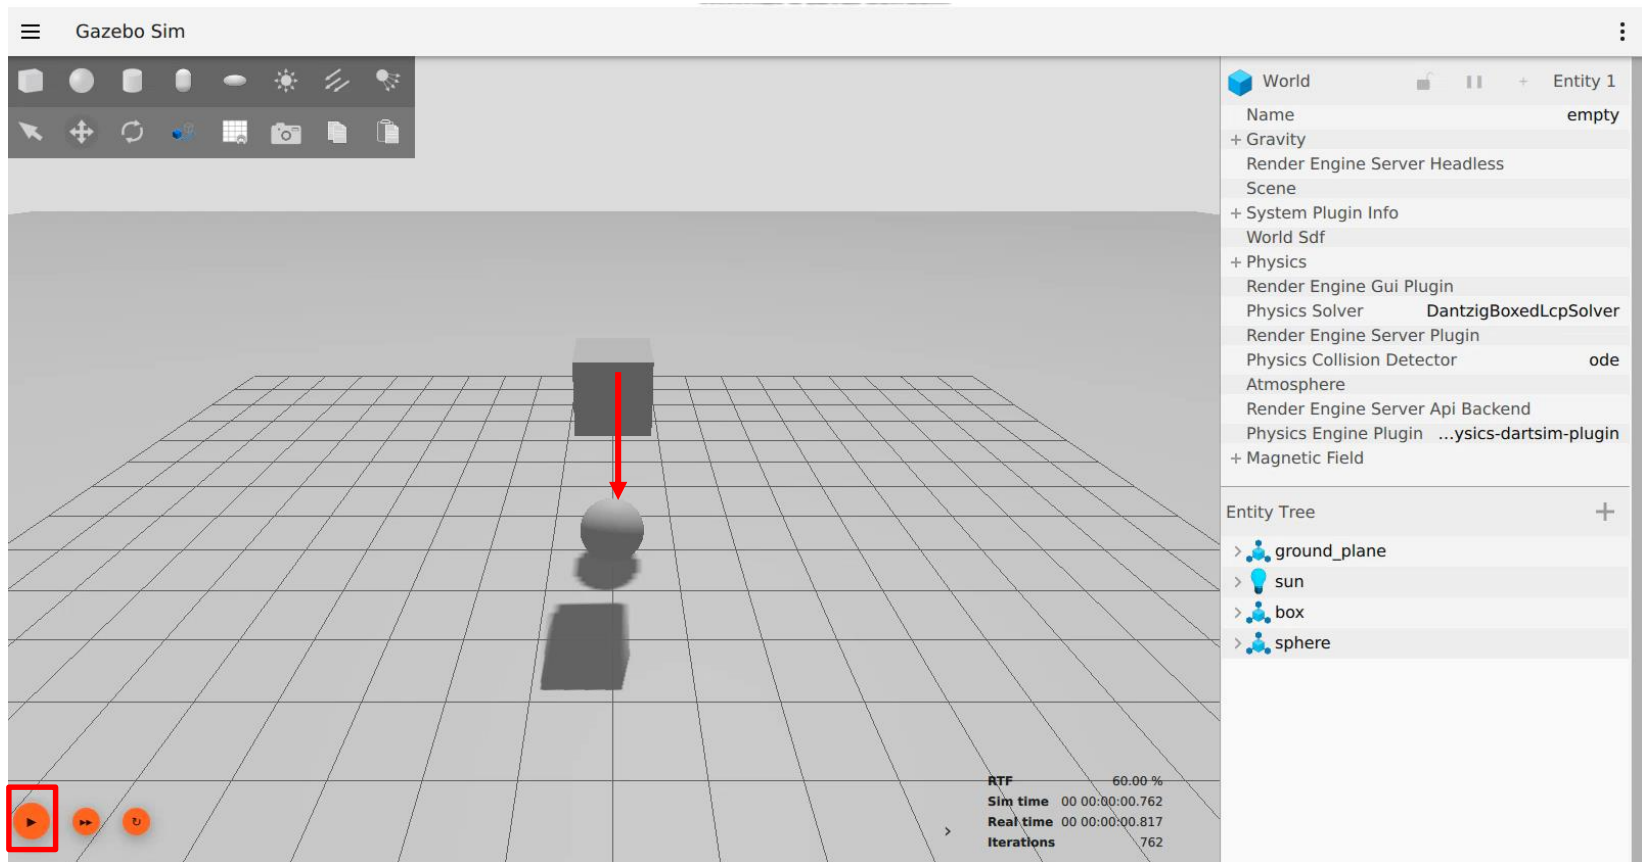 Gazebo Sim
World Entity 1
Name empty
+ Gravity
Render Engine Server Headless
Scene
+ System Plugin Info
World Sdf
+ Physics
Render Engine Gui Plugin
Physics Solver DantzigBoxedLcpSolver
Render Engine Server Plugin
Physics Collision Detector ode
Atmosphere
Render Engine Server Api Backend
Physics Engine Plugin ...ysics-dartsim-plugin
+ Magnetic Field
Entity Tree
ground_plane
sun
box
sphere
RTF 60.00 %
Sim time 00 00:00:00.762
Real time 00 00:00:00.817
Iterations 762